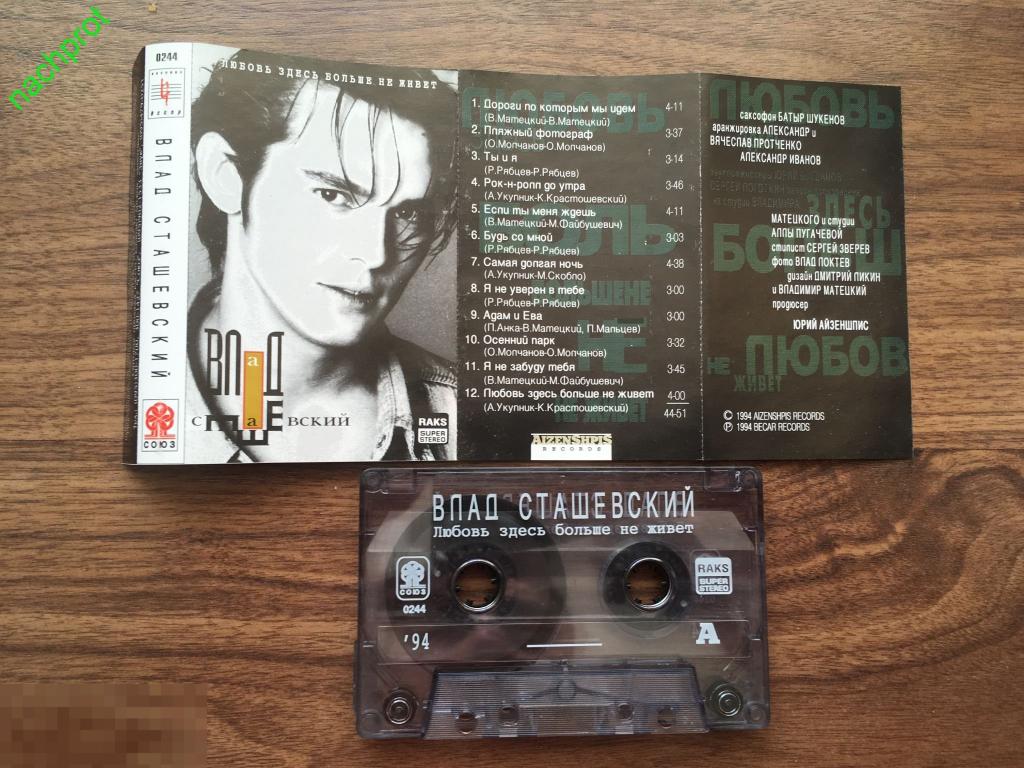 nachprot
0244
ВЛАД СТАШЕВСКИЙ
СОЮЗ
ЛЮБОВЬ ЗДЕСЬ БОЛЬШЕ НЕ ЖИВЕТ
ВЛАД
СТАШЕВСКИЙ
RAKS
SUPER
STEREO
1. Дороги по которым мы идем 4-11
(В.Матецкий-В.Матецкий)
2. Пляжный фотограф 3-37
(О.Молчанов-О.Молчанов)
3. Ты и я 3-14
(Р.Рябцев-Р.Рябцев)
4. Рок-н-ролл до утра 3-46
(А.Укупник-К.Крастошевский)
5. Если ты меня ждешь 4-11
(В.Матецкий-М.Файбушевич)
6. Будь со мной 3-03
(Р.Рябцев-Р.Рябцев)
7. Самая долгая ночь 4-38
(А.Укупник-М.Скобло)
8. Я не уверен в тебе 3-00
(Р.Рябцев-Р.Рябцев)
9. Адам и Ева 3-00
(П.Анка-В.Матецкий, П.Мальцев)
10. Осенний парк 3-32
(О.Молчанов-О.Молчанов)
11. Я не забуду тебя 3-45
(В.Матецкий-М.Файбушевич)
12. Любовь здесь больше не живет 4-00
(А.Укупник-К.Крастошевский) 44-51
AIZENSHPIS
RECORDS
ЛЮБОВЬ
саксофон БАТЫР ШУКЕНОВ
аранжировка АЛЕКСАНДР и
ВЯЧЕСЛАВ ПРОТЧЕНКО
АЛЕКСАНДР ИВАНОВ
ЗДЕСЬ
МАТЕЦКОГО и студии
АЛЛЫ ПУГАЧЕВОЙ
стилист СЕРГЕЙ ЗВЕРЕВ
фото ВЛАД ЛОКТЕВ
дизайн ДМИТРИЙ ЛИКИН
и ВЛАДИМИР МАТЕЦКИЙ
продюсер
ЮРИЙ АЙЗЕНШПИС
НЕ ЛЮБОВЬ
ЖИВЕТ
© 1994 AIZENSHPIS RECORDS
℗ 1994 BECAR RECORDS
ВЛАД СТАШЕВСКИЙ
Любовь здесь больше не живет
СОЮЗ
0244
RAKS
SUPER
STEREO
'94
A